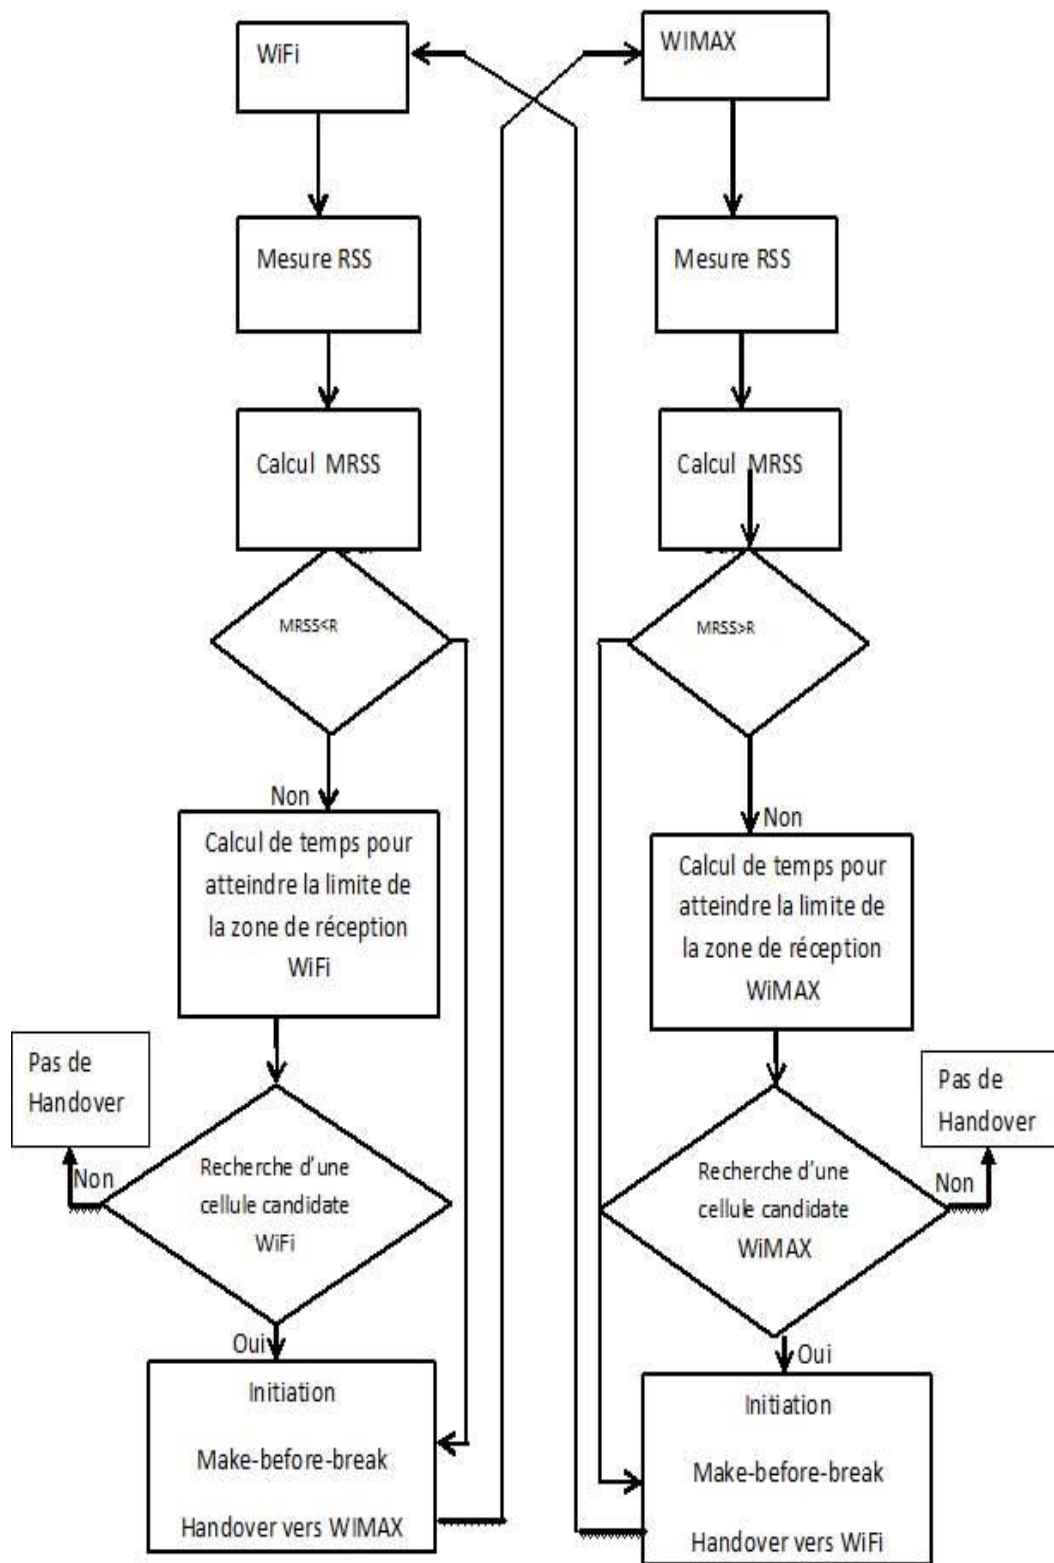 WiFi
WIMAX
Mesure RSS
Mesure RSS
Calcul MRSS
Calcul MRSS
MRSS<R
MRSS>R
Non
Non
Calcul de temps pour
atteindre la limite de
la zone de réception
WiFi
Calcul de temps pour
atteindre la limite de
la zone de réception
WiMAX
Pas de
Handover
Pas de
Handover
Non
Recherche d'une
cellule candidate
WiFi
Recherche d'une
cellule candidate
WiMAX
Non
Oui
Oui
Initiation
Make-before-break
Handover vers WIMAX
Initiation
Make-before-break
Handover vers WiFi